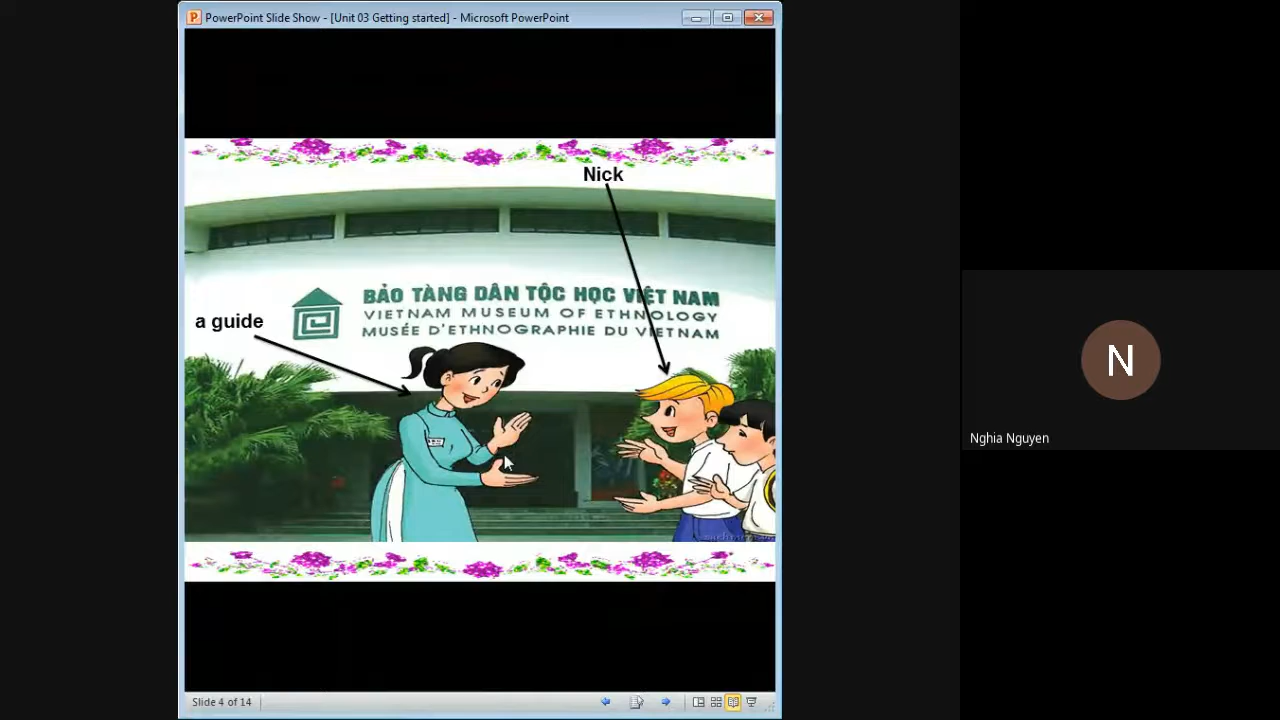 PowerPoint Slide Show - [Unit 03 Getting started] - Microsoft PowerPoint
Nick
BẢO TÀNG DÂN TỘC HỌC VIỆT NAM
VIETNAM MUSEUM OF ETHNOLOGY
MUSÉE D'ETHNOGRAPHIE DU VIETNAM
a guide
N
Nghia Nguyen
Slide 4 of 14